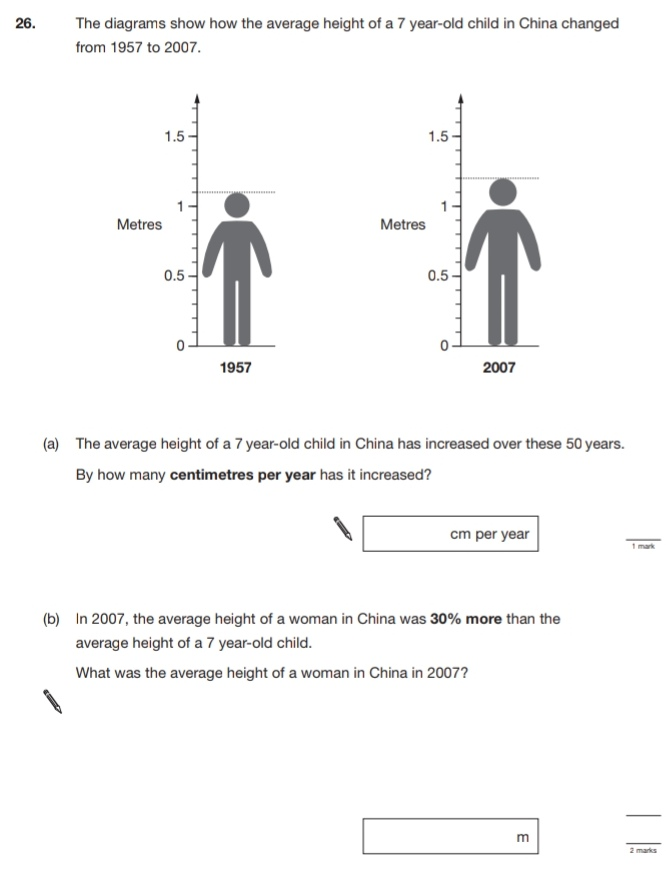 26.
The diagrams show how the average height of a 7 year-old child in China changed
from 1957 to 2007.
1.5
1
Metres
0.5
0
1957
1.5
1
Metres
0.5
0
2007
(a) The average height of a 7 year-old child in China has increased over these 50 years.
By how many centimetres per year has it increased?
cm per year
1 mark
(b) In 2007, the average height of a woman in China was 30% more than the
average height of a 7 year-old child.
What was the average height of a woman in China in 2007?
m
2 marks